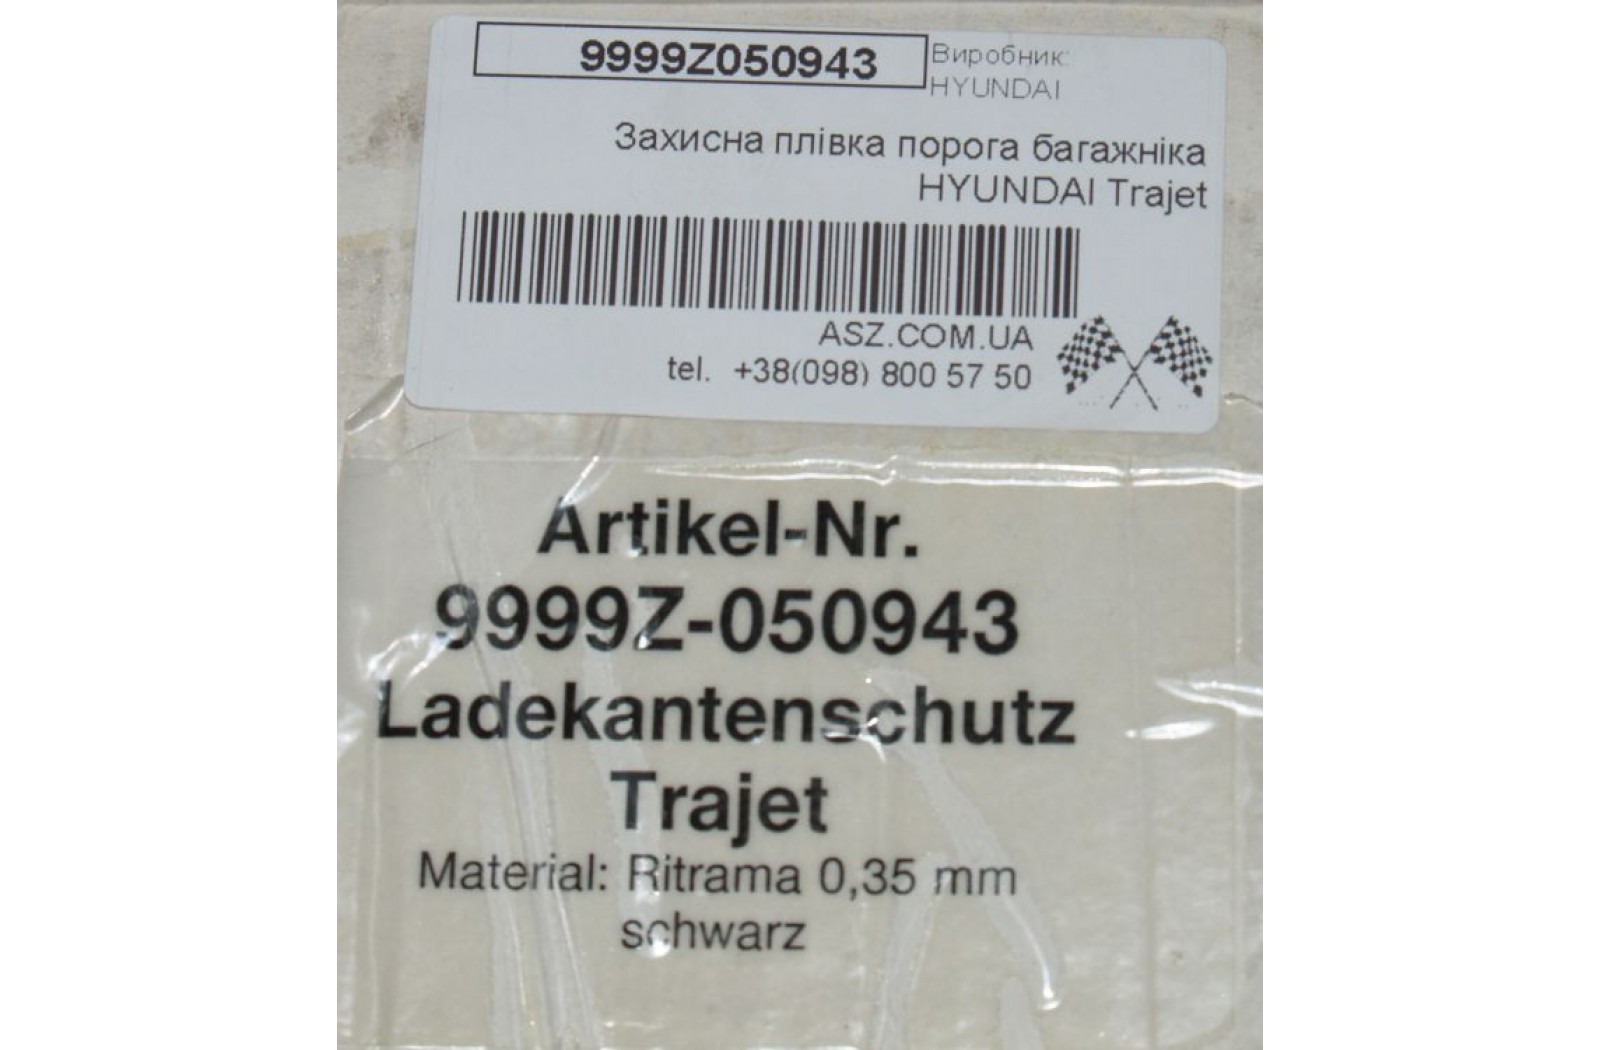 9999Z050943
Виробник:
HYUNDAI
Захисна плівка порога багажніка
HYUNDAI Trajet
ASZ.COM.UA
tel. +38(098) 800 57 50
Artikel-Nr.
9999Z-050943
Ladekantenschutz
Trajet
Material: Ritrama 0,35 mm
schwarz